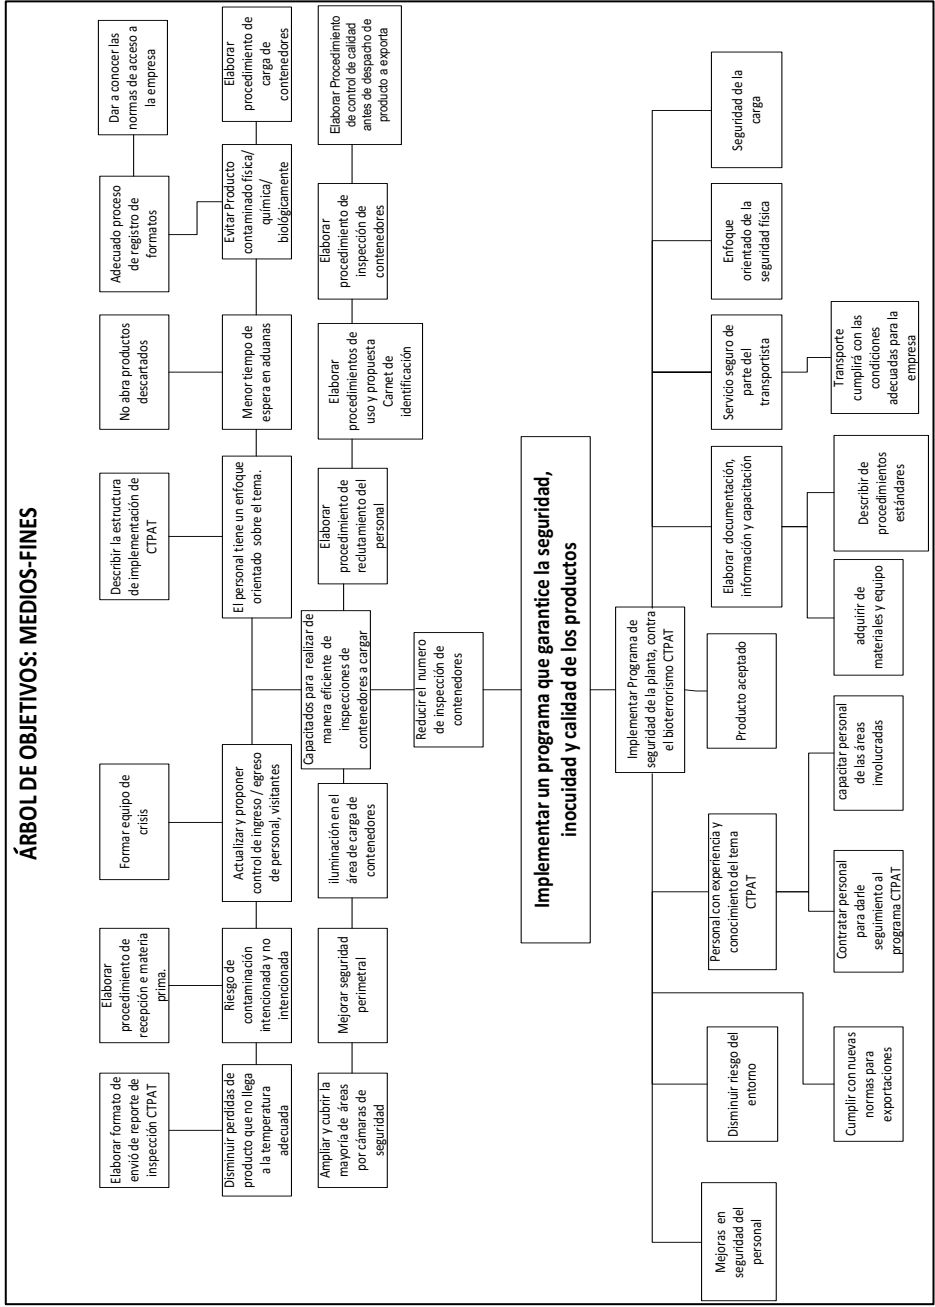 ÁRBOL DE OBJETIVOS: MEDIOS-FINES
Elaborar formato de
envió de reporte de
inspección CTPAT
Elaborar
procedimiento de
recepción e materia
prima.
Formar equipo de
crisis
Describir la estructura
de implementación de
CTPAT
No abra productos
descartados
Adecuado proceso
de registro de
formatos
Dar a conocer las
normas de acceso a
la empresa
Disminuir perdidas de
producto que no llega
a la temperatura
adecuada
Riesgo de
contaminación
intencionada y no
intencionada
Actualizar y proponer
control de ingreso / egreso
de personal, visitantes
El personal tiene un enfoque
orientado sobre el tema.
Menor tiempo de
espera en aduanas
Evitar Producto
contaminado física/
química/
biológicamente
Elaborar
procedimiento de
carga de
contenedores
Ampliar y cubrir la
mayoría de áreas
por cámaras de
seguridad
Mejorar seguridad
perimetral
iluminación en el
área de carga de
contenedores
Capacitados para realizar de
manera eficiente de
inspecciones de
contenedores a cargar
Elaborar
procedimiento de
reclutamiento del
personal
Elaborar
procedimientos de
uso y propuesta
Carnet de
identificación
Elaborar
procedimiento de
inspección de
contenedores
Elaborar Procedimiento
de control de calidad
antes de despacho de
producto a exporta
Reducir el numero
de inspección de
contenedores
Implementar un programa que garantice la seguridad,
inocuidad y calidad de los productos
Implementar Programa de
seguridad de la planta, contra
el bioterrorismo CTPAT
Mejoras en
seguridad del
personal
Disminuir riesgo del
entorno
Personal con experiencia y
conocimiento del tema
CTPAT
Producto aceptado
Elaborar documentación,
información y capacitación
Servicio seguro de
parte del
transportista
Enfoque
orientado de la
seguridad física
Seguridad de la
carga
Cumplir con nuevas
normas para
exportaciones
Contratar personal
para darle
seguimiento al
programa CTPAT
capacitar personal
de las áreas
involucradas
adquirir de
materiales y equipo
Describir de
procedimientos
estándares
Transporte
cumplirá con las
condiciones
adecuadas para la
empresa